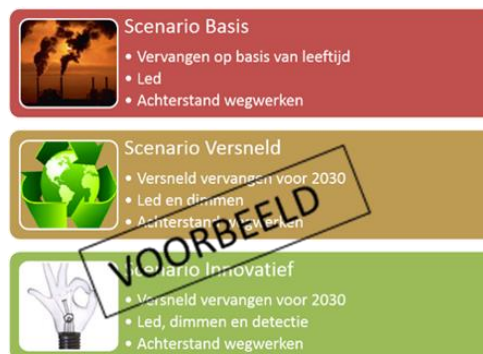 Scenario Basis
• Vervangen op basis van leeftijd
• Led
• Achterstand wegwerken
Scenario Versneld
• Versneld vervangen voor 2030
• Led en dimmen
• Achterstand wegwerken
VOORBEELD
Scenario Innovatief
• Versneld vervangen voor 2030
• Led, dimmen en detectie
• Achterstand wegwerken